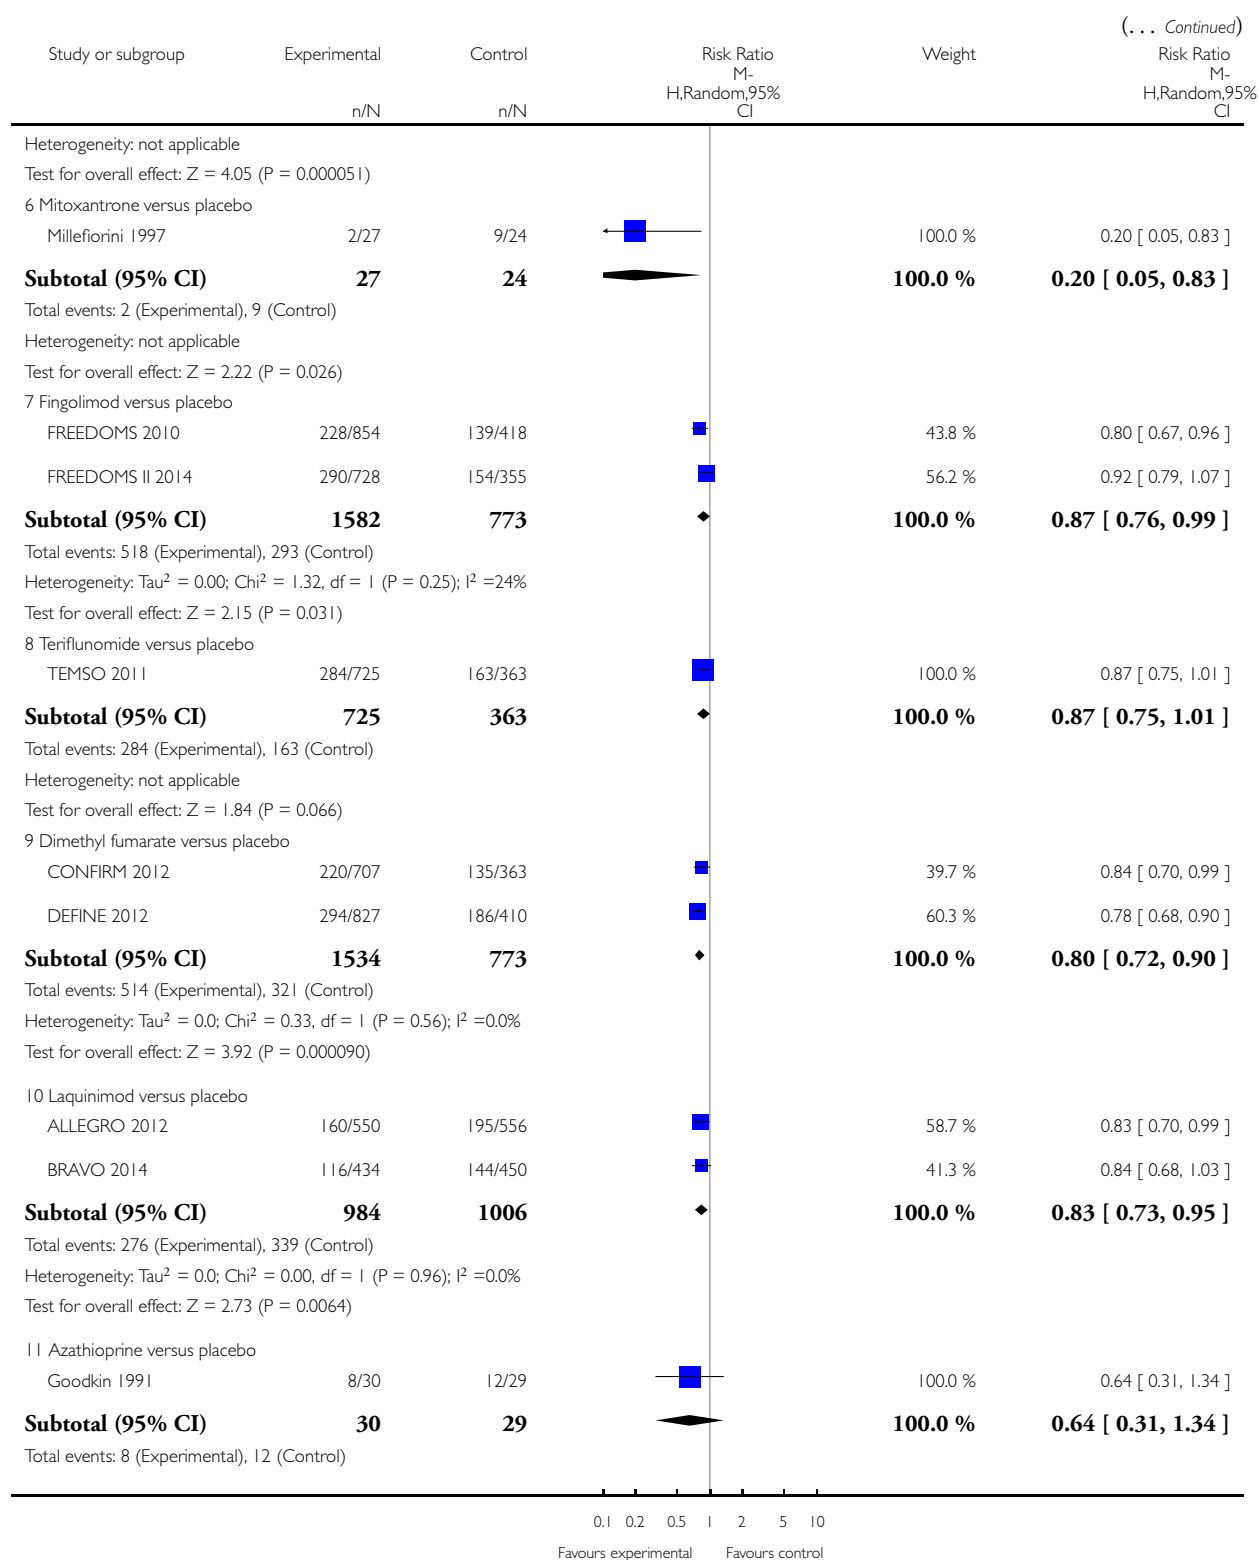 (... Continued)
Study or subgroup Experimental Control Risk Ratio Weight Risk Ratio
M- M-
H,Random,95% H,Random,95%
n/N n/N CI CI
Heterogeneity: not applicable
Test for overall effect: Z = 4.05 (P = 0.000051)
6 Mitoxantrone versus placebo
Millefiorini 1997 2/27 9/24 100.0 % 0.20 [ 0.05, 0.83 ]
Subtotal (95% CI) 27 24 100.0 % 0.20 [ 0.05, 0.83 ]
Total events: 2 (Experimental), 9 (Control)
Heterogeneity: not applicable
Test for overall effect: Z = 2.22 (P = 0.026)
7 Fingolimod versus placebo
FREEDOMS 2010 228/854 139/418 43.8 % 0.80 [ 0.67, 0.96 ]
FREEDOMS II 2014 290/728 154/355 56.2 % 0.92 [ 0.79, 1.07 ]
Subtotal (95% CI) 1582 773 100.0 % 0.87 [ 0.76, 0.99 ]
Total events: 518 (Experimental), 293 (Control)
Heterogeneity: Tau² = 0.00; Chi² = 1.32, df = 1 (P = 0.25); I² =24%
Test for overall effect: Z = 2.15 (P = 0.031)
8 Teriflunomide versus placebo
TEMSO 2011 284/725 163/363 100.0 % 0.87 [ 0.75, 1.01 ]
Subtotal (95% CI) 725 363 100.0 % 0.87 [ 0.75, 1.01 ]
Total events: 284 (Experimental), 163 (Control)
Heterogeneity: not applicable
Test for overall effect: Z = 1.84 (P = 0.066)
9 Dimethyl fumarate versus placebo
CONFIRM 2012 220/707 135/363 39.7 % 0.84 [ 0.70, 0.99 ]
DEFINE 2012 294/827 186/410 60.3 % 0.78 [ 0.68, 0.90 ]
Subtotal (95% CI) 1534 773 100.0 % 0.80 [ 0.72, 0.90 ]
Total events: 514 (Experimental), 321 (Control)
Heterogeneity: Tau² = 0.0; Chi² = 0.33, df = 1 (P = 0.56); I² =0.0%
Test for overall effect: Z = 3.92 (P = 0.000090)
10 Laquinimod versus placebo
ALLEGRO 2012 160/550 195/556 58.7 % 0.83 [ 0.70, 0.99 ]
BRAVO 2014 116/434 144/450 41.3 % 0.84 [ 0.68, 1.03 ]
Subtotal (95% CI) 984 1006 100.0 % 0.83 [ 0.73, 0.95 ]
Total events: 276 (Experimental), 339 (Control)
Heterogeneity: Tau² = 0.0; Chi² = 0.00, df = 1 (P = 0.96); I² =0.0%
Test for overall effect: Z = 2.73 (P = 0.0064)
11 Azathioprine versus placebo
Goodkin 1991 8/30 12/29 100.0 % 0.64 [ 0.31, 1.34 ]
Subtotal (95% CI) 30 29 100.0 % 0.64 [ 0.31, 1.34 ]
Total events: 8 (Experimental), 12 (Control)
0.1 0.2 0.5 1 2 5 10
Favours experimental Favours control